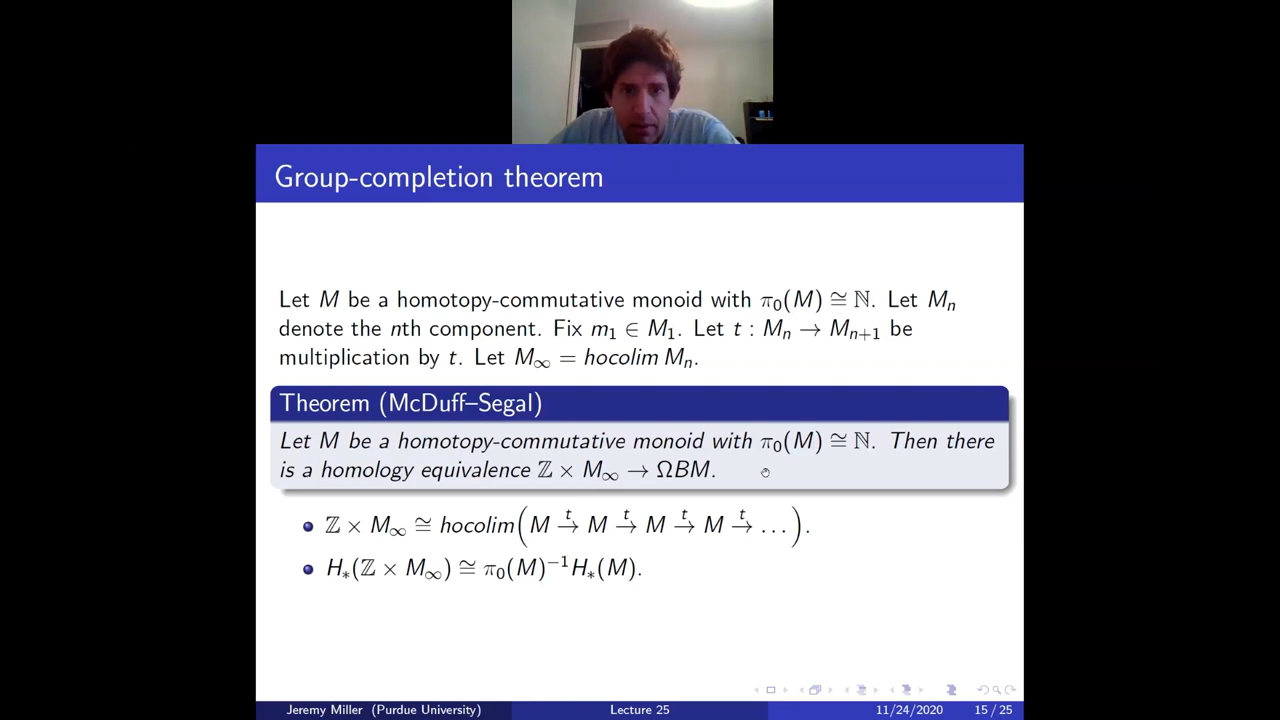 Group-completion theorem
Let M be a homotopy-commutative monoid with π₀(M) ≅ ℕ. Let Mₙ
denote the nth component. Fix m₁ ∈ M₁. Let t : Mₙ → Mₙ₊₁ be
multiplication by t. Let M∞ = hocolim Mₙ.
Theorem (McDuff–Segal)
Let M be a homotopy-commutative monoid with π₀(M) ≅ ℕ. Then there
is a homology equivalence ℤ × M∞ → ΩBM.
ℤ × M∞ ≅ hocolim(M →ᵗ M →ᵗ M →ᵗ M →ᵗ …).
H∗(ℤ × M∞) ≅ π₀(M)⁻¹H∗(M).
Jeremy Miller (Purdue University) Lecture 25 11/24/2020 15 / 25